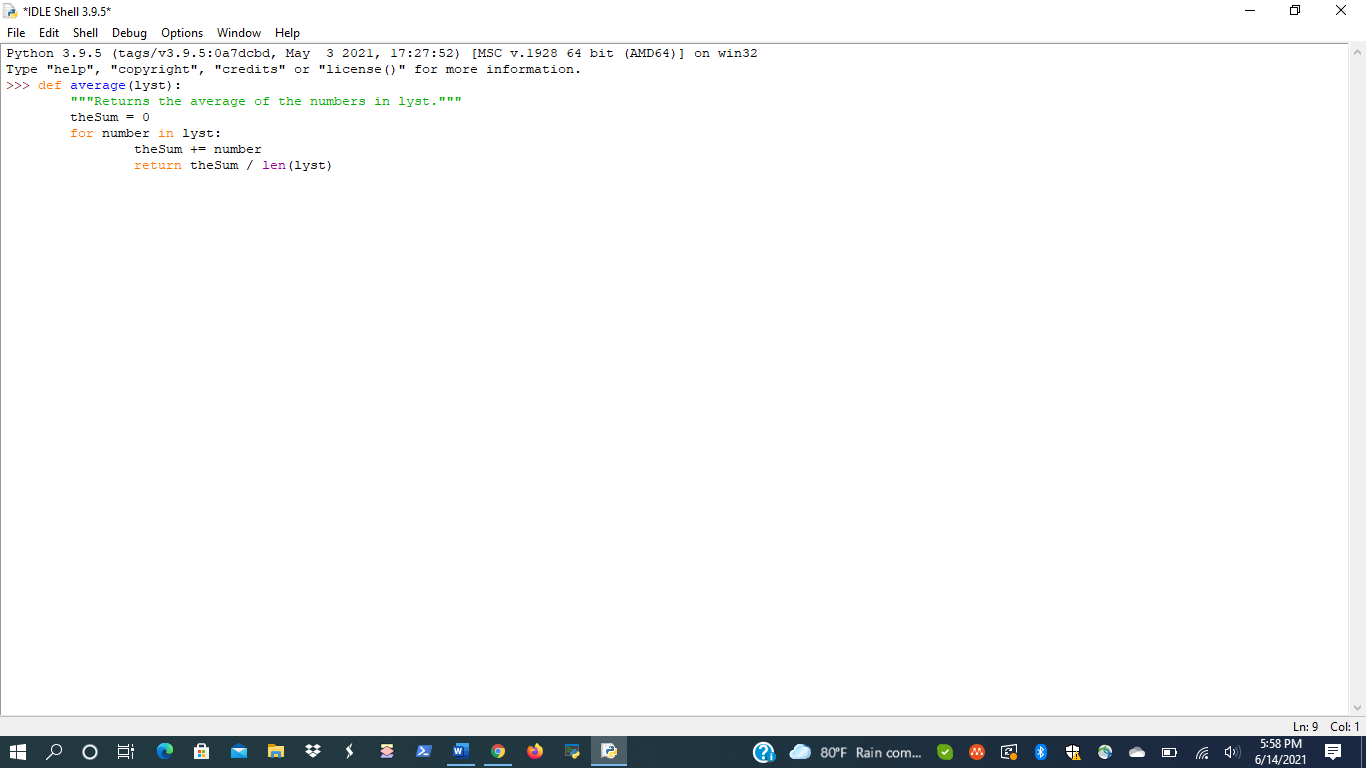 *IDLE Shell 3.9.5*
File Edit Shell Debug Options Window Help
Python 3.9.5 (tags/v3.9.5:0a7dcbd, May  3 2021, 17:27:52) [MSC v.1928 64 bit (AMD64)] on win32
Type "help", "copyright", "credits" or "license()" for more information.
>>> def average(lyst):
        """Returns the average of the numbers in lyst."""
        theSum = 0
        for number in lyst:
                theSum += number
                return theSum / len(lyst)
Ln: 9 Col: 1
80°F Rain com...
5:58 PM
6/14/2021